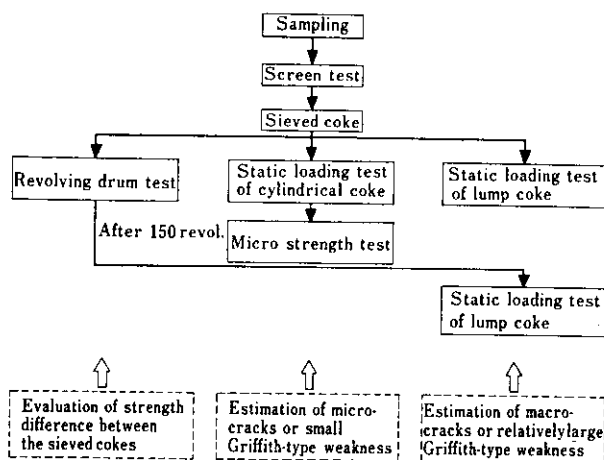 Sampling
Screen test
Sieved coke
Revolving drum test
Static loading test
of cylindrical coke
Static loading test
of lump coke
After 150 revol.
Micro strength test
Static loading test
of lump coke
Evaluation of strength
difference between
the sieved cokes
Estimation of micro-
cracks or small
Griffith-type weakness
Estimation of macro-
cracks or relatively large
Griffith-type weakness